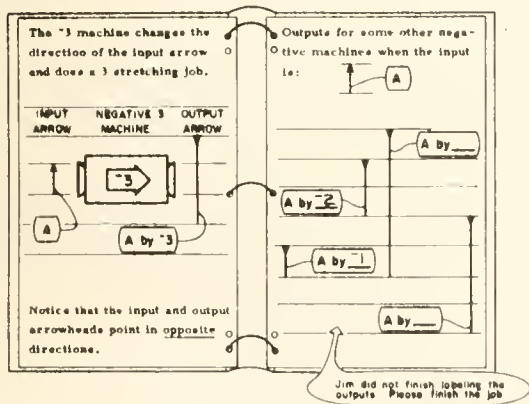 The ⁻3 machine changes the
direction of the input arrow
and does a 3 stretching job.
INPUT ARROW
NEGATIVE 3 MACHINE
OUTPUT ARROW
⁻3
A
A by ⁻3
Notice that the input and output
arrowheads point in opposite
directions.
Outputs for some other nega-
tive machines when the input
is:
A
A by ___
A by ⁻2
A by ⁻1
A by ___
Jim did not finish labeling the
outputs. Please finish the job